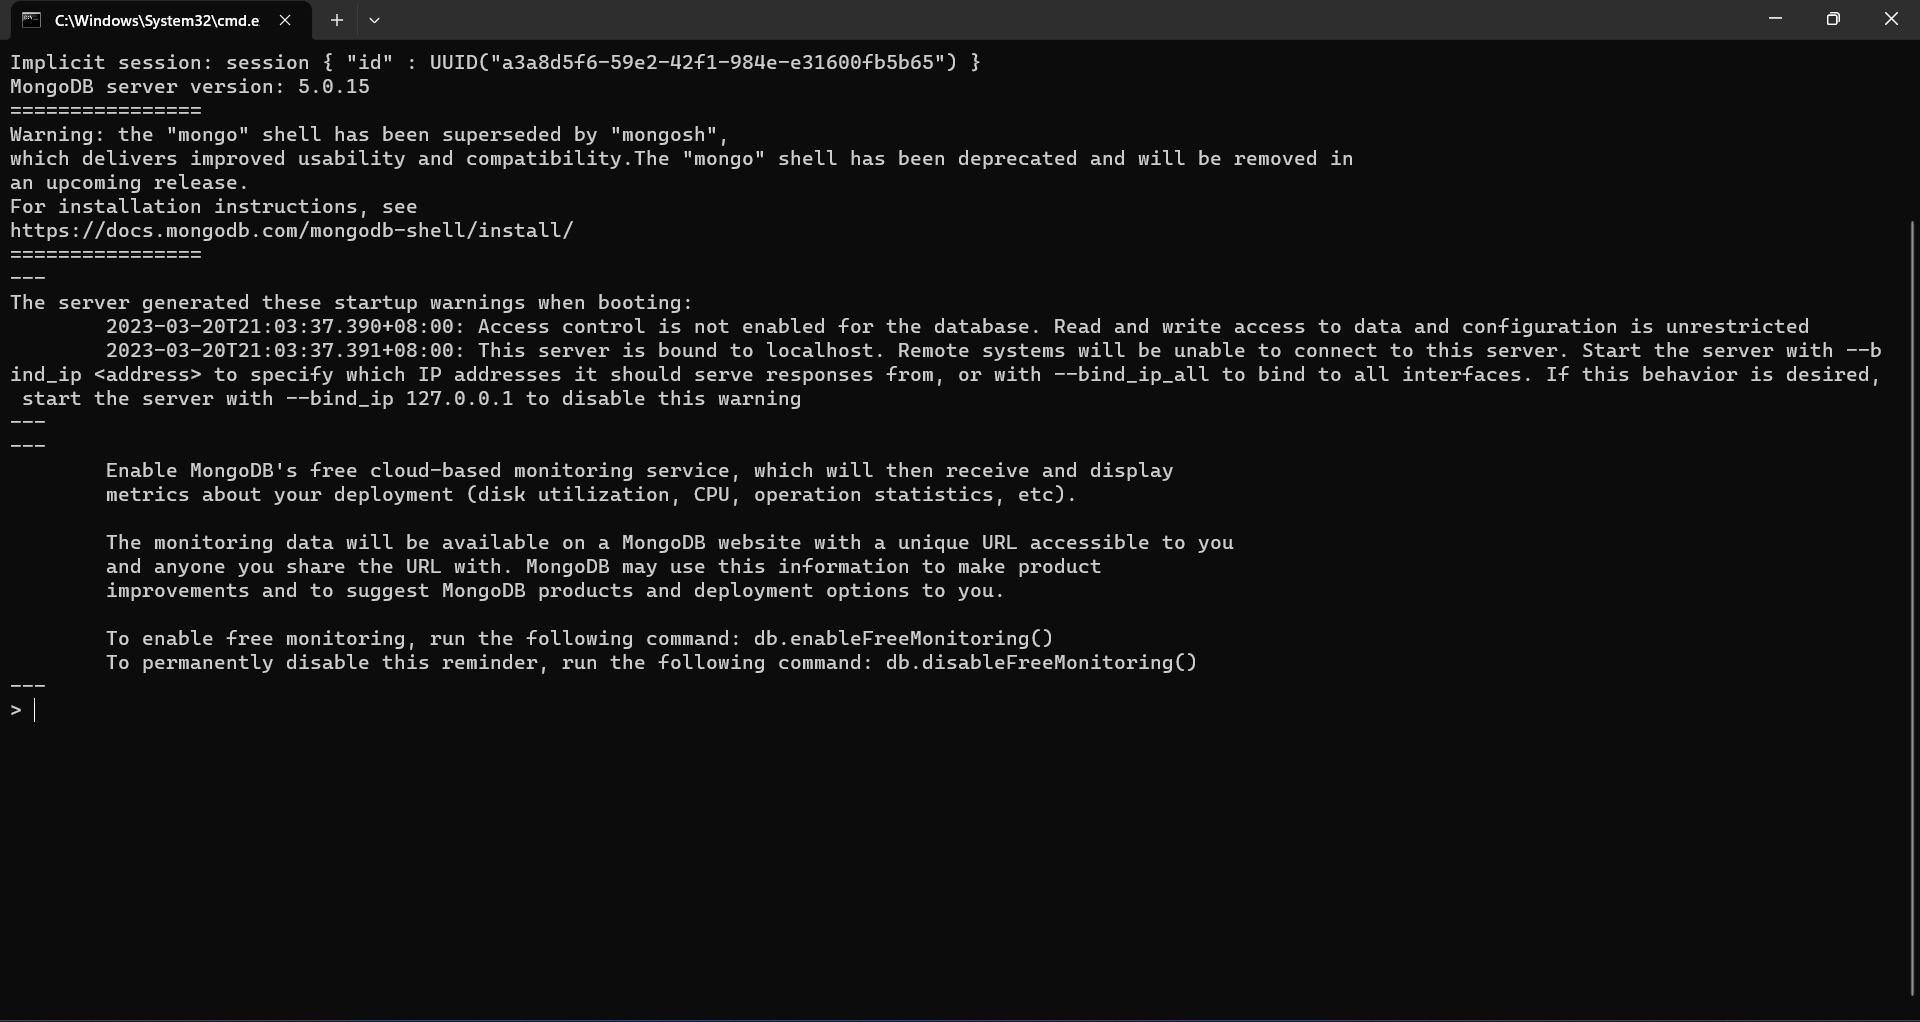 C:\Windows\System32\cmd.e
Implicit session: session { "id" : UUID("a3a8d5f6-59e2-42f1-984e-e31600fb5b65") }
MongoDB server version: 5.0.15
================
Warning: the "mongo" shell has been superseded by "mongosh",
which delivers improved usability and compatibility.The "mongo" shell has been deprecated and will be removed in
an upcoming release.
For installation instructions, see
https://docs.mongodb.com/mongodb-shell/install/
================
---
The server generated these startup warnings when booting:
        2023-03-20T21:03:37.390+08:00: Access control is not enabled for the database. Read and write access to data and configuration is unrestricted
        2023-03-20T21:03:37.391+08:00: This server is bound to localhost. Remote systems will be unable to connect to this server. Start the server with --b
ind_ip <address> to specify which IP addresses it should serve responses from, or with --bind_ip_all to bind to all interfaces. If this behavior is desired,
 start the server with --bind_ip 127.0.0.1 to disable this warning
---
---
        Enable MongoDB's free cloud-based monitoring service, which will then receive and display
        metrics about your deployment (disk utilization, CPU, operation statistics, etc).

        The monitoring data will be available on a MongoDB website with a unique URL accessible to you
        and anyone you share the URL with. MongoDB may use this information to make product
        improvements and to suggest MongoDB products and deployment options to you.

        To enable free monitoring, run the following command: db.enableFreeMonitoring()
        To permanently disable this reminder, run the following command: db.disableFreeMonitoring()
---
>